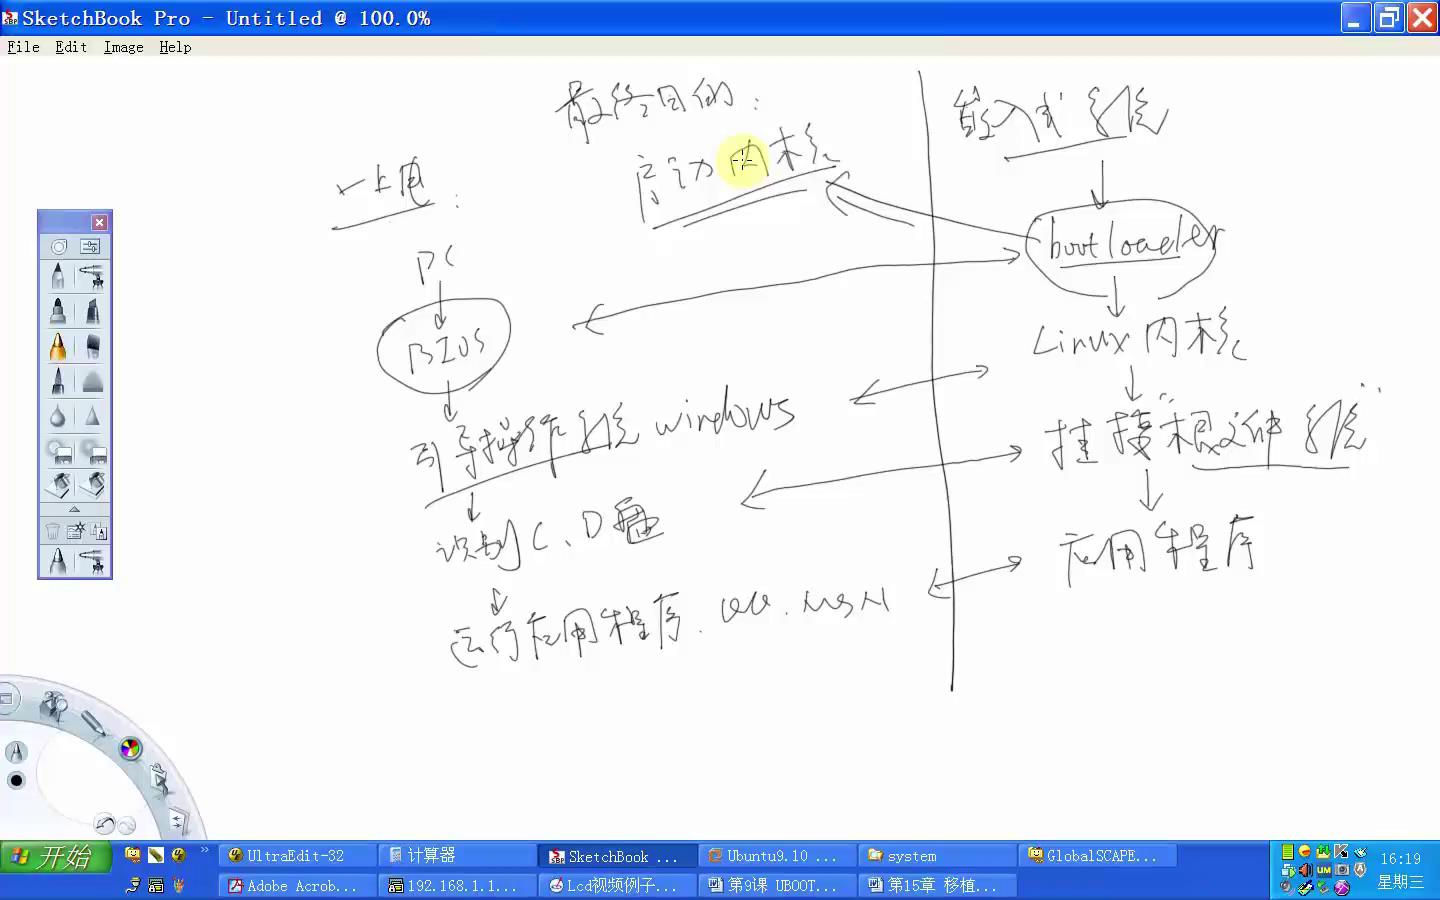 SketchBook Pro - Untitled @ 100.0%
File Edit Image Help
最终目的:
启动内核
一上电:
PC
BIOS
引导操作系统 windows
识别C、D盘
运行应用程序. QQ. MSN
嵌入式系统
bootloader
Linux内核
挂接“根文件系统”
应用程序
开始
UltraEdit-32
计算器
SketchBook ...
Ubuntu9.10 ...
system
GlobalSCAPE...
Adobe Acrob...
192.168.1.1...
Lcd视频例子...
第9课 UBOOT...
第15章 移植...
16:19
星期三